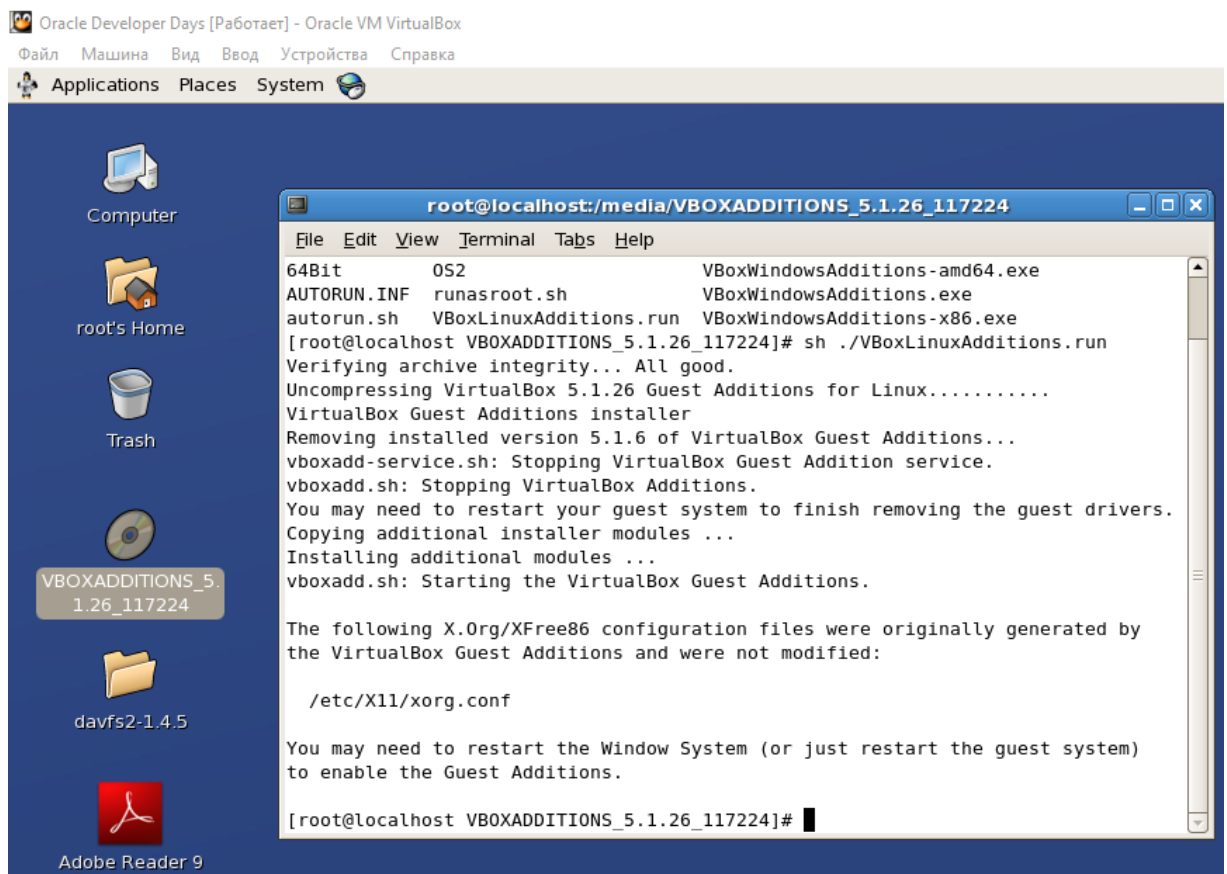 Oracle Developer Days [Работает] - Oracle VM VirtualBox
Файл Машина Вид Ввод Устройства Справка
Applications Places System
Computer
root's Home
Trash
VBOXADDITIONS_5.
1.26_117224
davfs2-1.4.5
Adobe Reader 9
root@localhost:/media/VBOXADDITIONS_5.1.26_117224
File Edit View Terminal Tabs Help
64Bit OS2 VBoxWindowsAdditions-amd64.exe
AUTORUN.INF runasroot.sh VBoxWindowsAdditions.exe
autorun.sh VBoxLinuxAdditions.run VBoxWindowsAdditions-x86.exe
[root@localhost VBOXADDITIONS_5.1.26_117224]# sh ./VBoxLinuxAdditions.run
Verifying archive integrity... All good.
Uncompressing VirtualBox 5.1.26 Guest Additions for Linux...........
VirtualBox Guest Additions installer
Removing installed version 5.1.6 of VirtualBox Guest Additions...
vboxadd-service.sh: Stopping VirtualBox Guest Addition service.
vboxadd.sh: Stopping VirtualBox Additions.
You may need to restart your guest system to finish removing the guest drivers.
Copying additional installer modules ...
Installing additional modules ...
vboxadd.sh: Starting the VirtualBox Guest Additions.
The following X.Org/XFree86 configuration files were originally generated by
the VirtualBox Guest Additions and were not modified:
/etc/X11/xorg.conf
You may need to restart the Window System (or just restart the guest system)
to enable the Guest Additions.
[root@localhost VBOXADDITIONS_5.1.26_117224]#